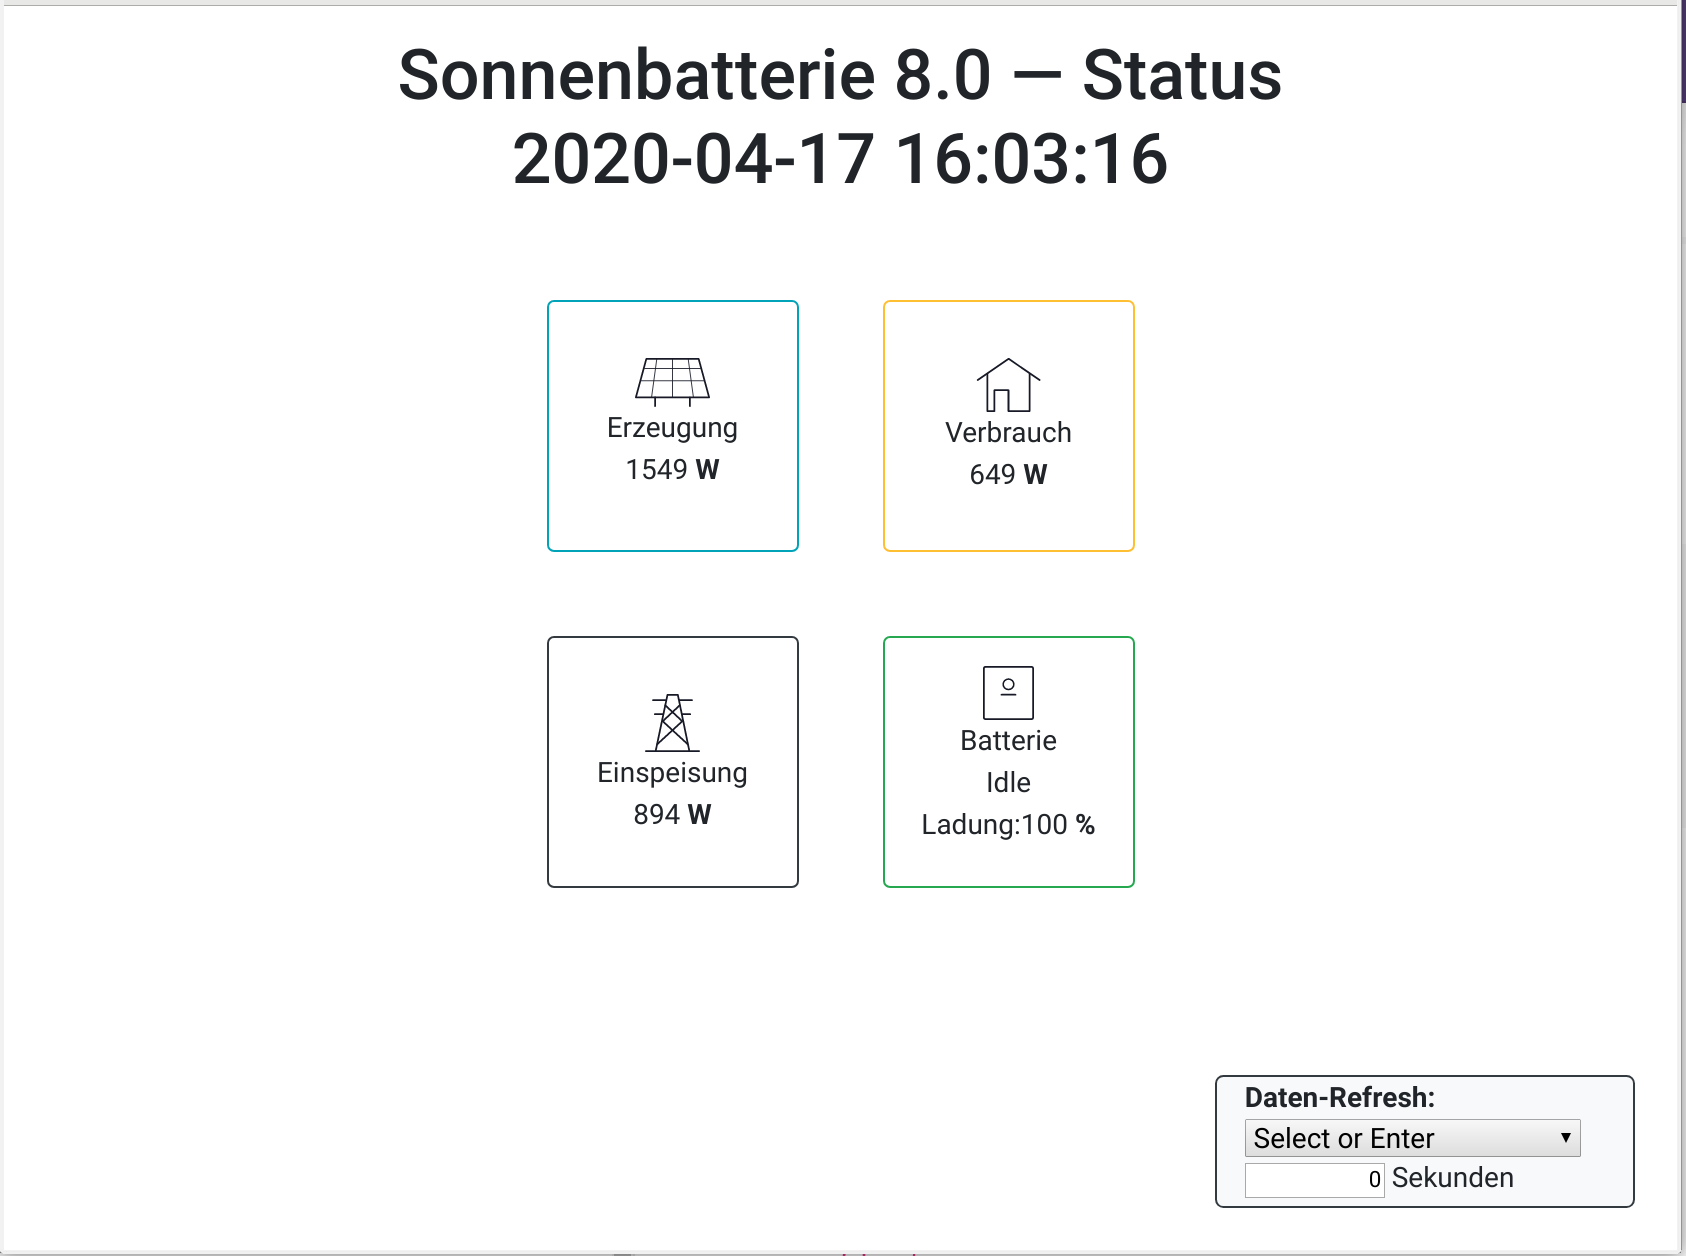 Sonnenbatterie 8.0 — Status
2020-04-17 16:03:16
Erzeugung
1549 W
Verbrauch
649 W
Einspeisung
894 W
Batterie
Idle
Ladung:100 %
Daten-Refresh:
Select or Enter
0 Sekunden